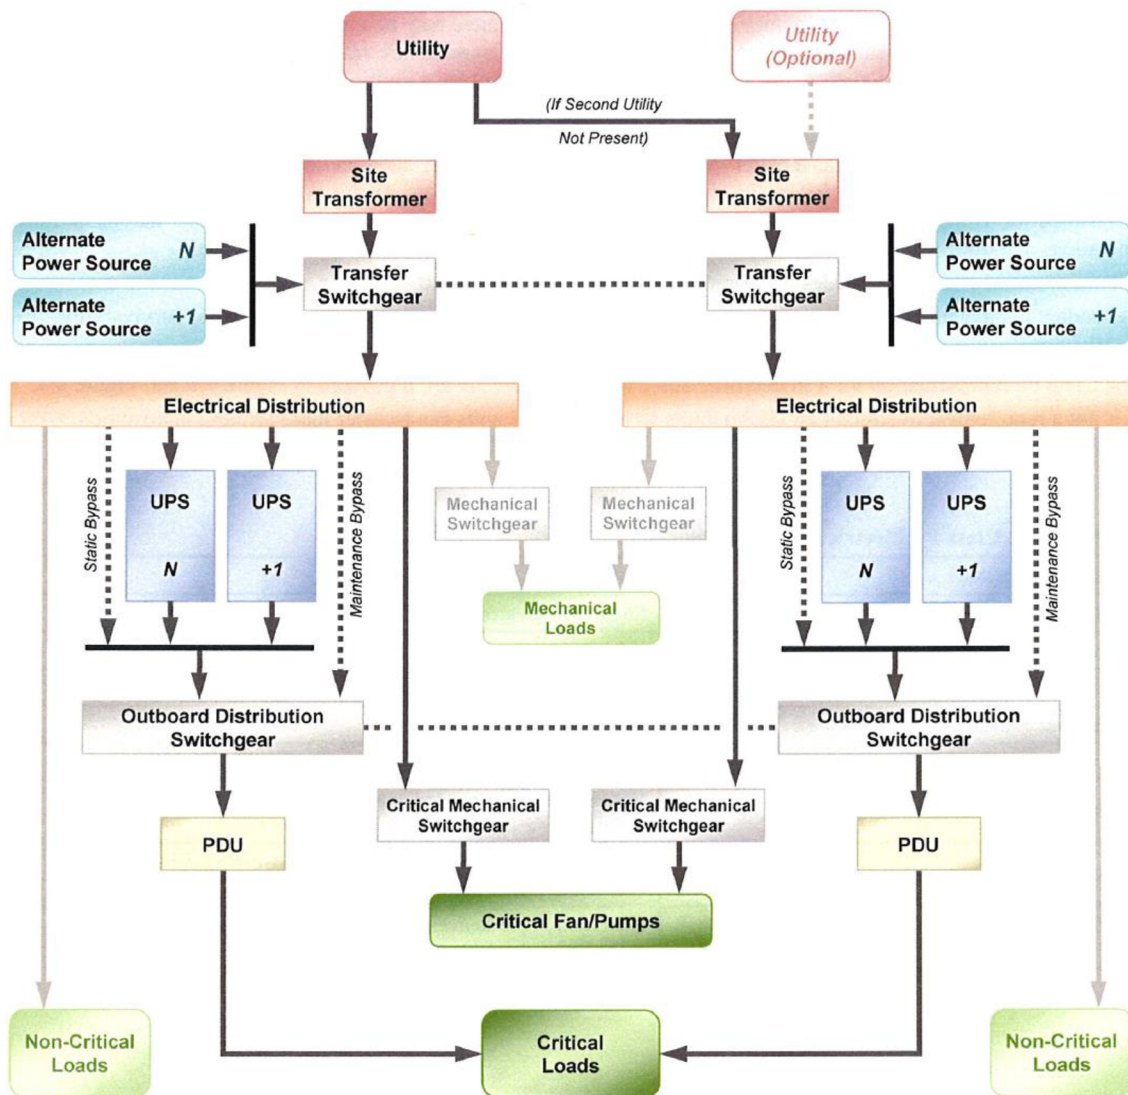 Utility
Utility
(Optional)
(If Second Utility
Not Present)
Site
Transformer
Site
Transformer
Alternate
Power Source N
Alternate
Power Source +1
Transfer
Switchgear
Transfer
Switchgear
Alternate
Power Source N
Alternate
Power Source +1
Electrical Distribution
Electrical Distribution
Static Bypass
UPS
N
UPS
+1
Maintenance Bypass
Mechanical
Switchgear
Mechanical
Switchgear
Mechanical
Loads
Static Bypass
UPS
N
UPS
+1
Maintenance Bypass
Outboard Distribution
Switchgear
Outboard Distribution
Switchgear
Critical Mechanical
Switchgear
Critical Mechanical
Switchgear
PDU
PDU
Critical Fan/Pumps
Non-Critical
Loads
Critical
Loads
Non-Critical
Loads